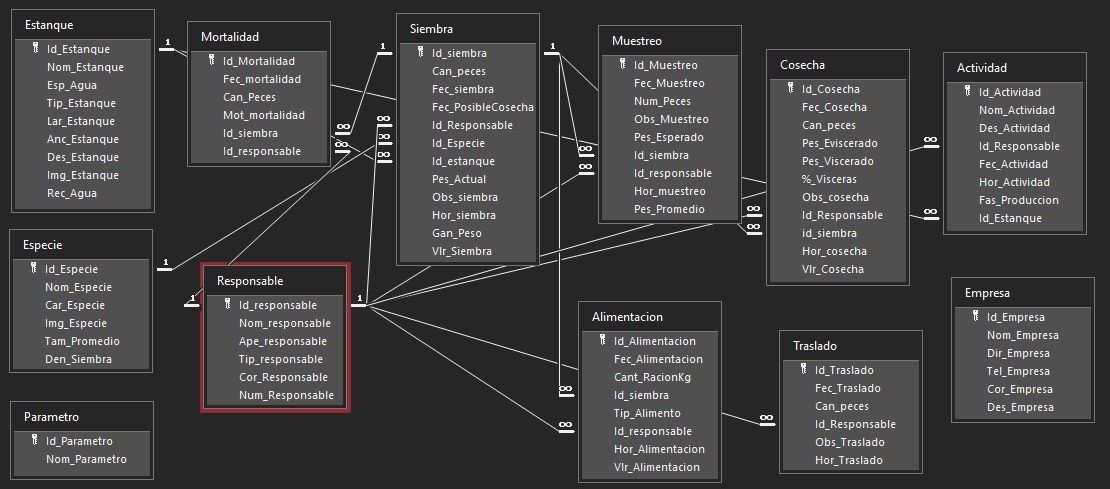 Estanque
Id_Estanque
Nom_Estanque
Esp_Agua
Tip_Estanque
Lar_Estanque
Anc_Estanque
Des_Estanque
Img_Estanque
Rec_Agua
1
Mortalidad
Id_Mortalidad
Fec_mortalidad
Can_Peces
Mot_mortalidad
Id_siembra
Id_responsable
∞
∞
1
∞
∞
∞
Siembra
Id_siembra
Can_peces
Fec_siembra
Fec_PosibleCosecha
Id_Responsable
Id_Especie
Id_estanque
Pes_Actual
Obs_siembra
Hor_siembra
Gan_Peso
Vlr_Siembra
1
∞
∞
Muestreo
Id_Muestreo
Fec_Muestreo
Num_Peces
Obs_Muestreo
Pes_Esperado
Id_siembra
Id_responsable
Hor_muestreo
Pes_Promedio
∞
∞
Cosecha
Id_Cosecha
Fec_Cosecha
Can_peces
Pes_Eviscerado
Pes_Viscerado
%_Visceras
Obs_cosecha
Id_Responsable
id_siembra
Hor_cosecha
Vlr_Cosecha
∞
∞
Actividad
Id_Actividad
Nom_Actividad
Des_Actividad
Id_Responsable
Fec_Actividad
Hor_Actividad
Fas_Produccion
Id_Estanque
Especie
Id_Especie
Nom_Especie
Car_Especie
Img_Especie
Tam_Promedio
Den_Siembra
1
1
Responsable
Id_responsable
Nom_responsable
Ape_responsable
Tip_responsable
Cor_Responsable
Num_Responsable
1
∞
∞
Alimentacion
Id_Alimentacion
Fec_Alimentacion
Cant_RacionKg
Id_siembra
Tip_Alimento
Id_responsable
Hor_Alimentacion
Vlr_Alimentacion
∞
Traslado
Id_Traslado
Fec_Traslado
Can_peces
Id_Responsable
Obs_Traslado
Hor_Traslado
Empresa
Id_Empresa
Nom_Empresa
Dir_Empresa
Tel_Empresa
Cor_Empresa
Des_Empresa
Parametro
Id_Parametro
Nom_Parametro